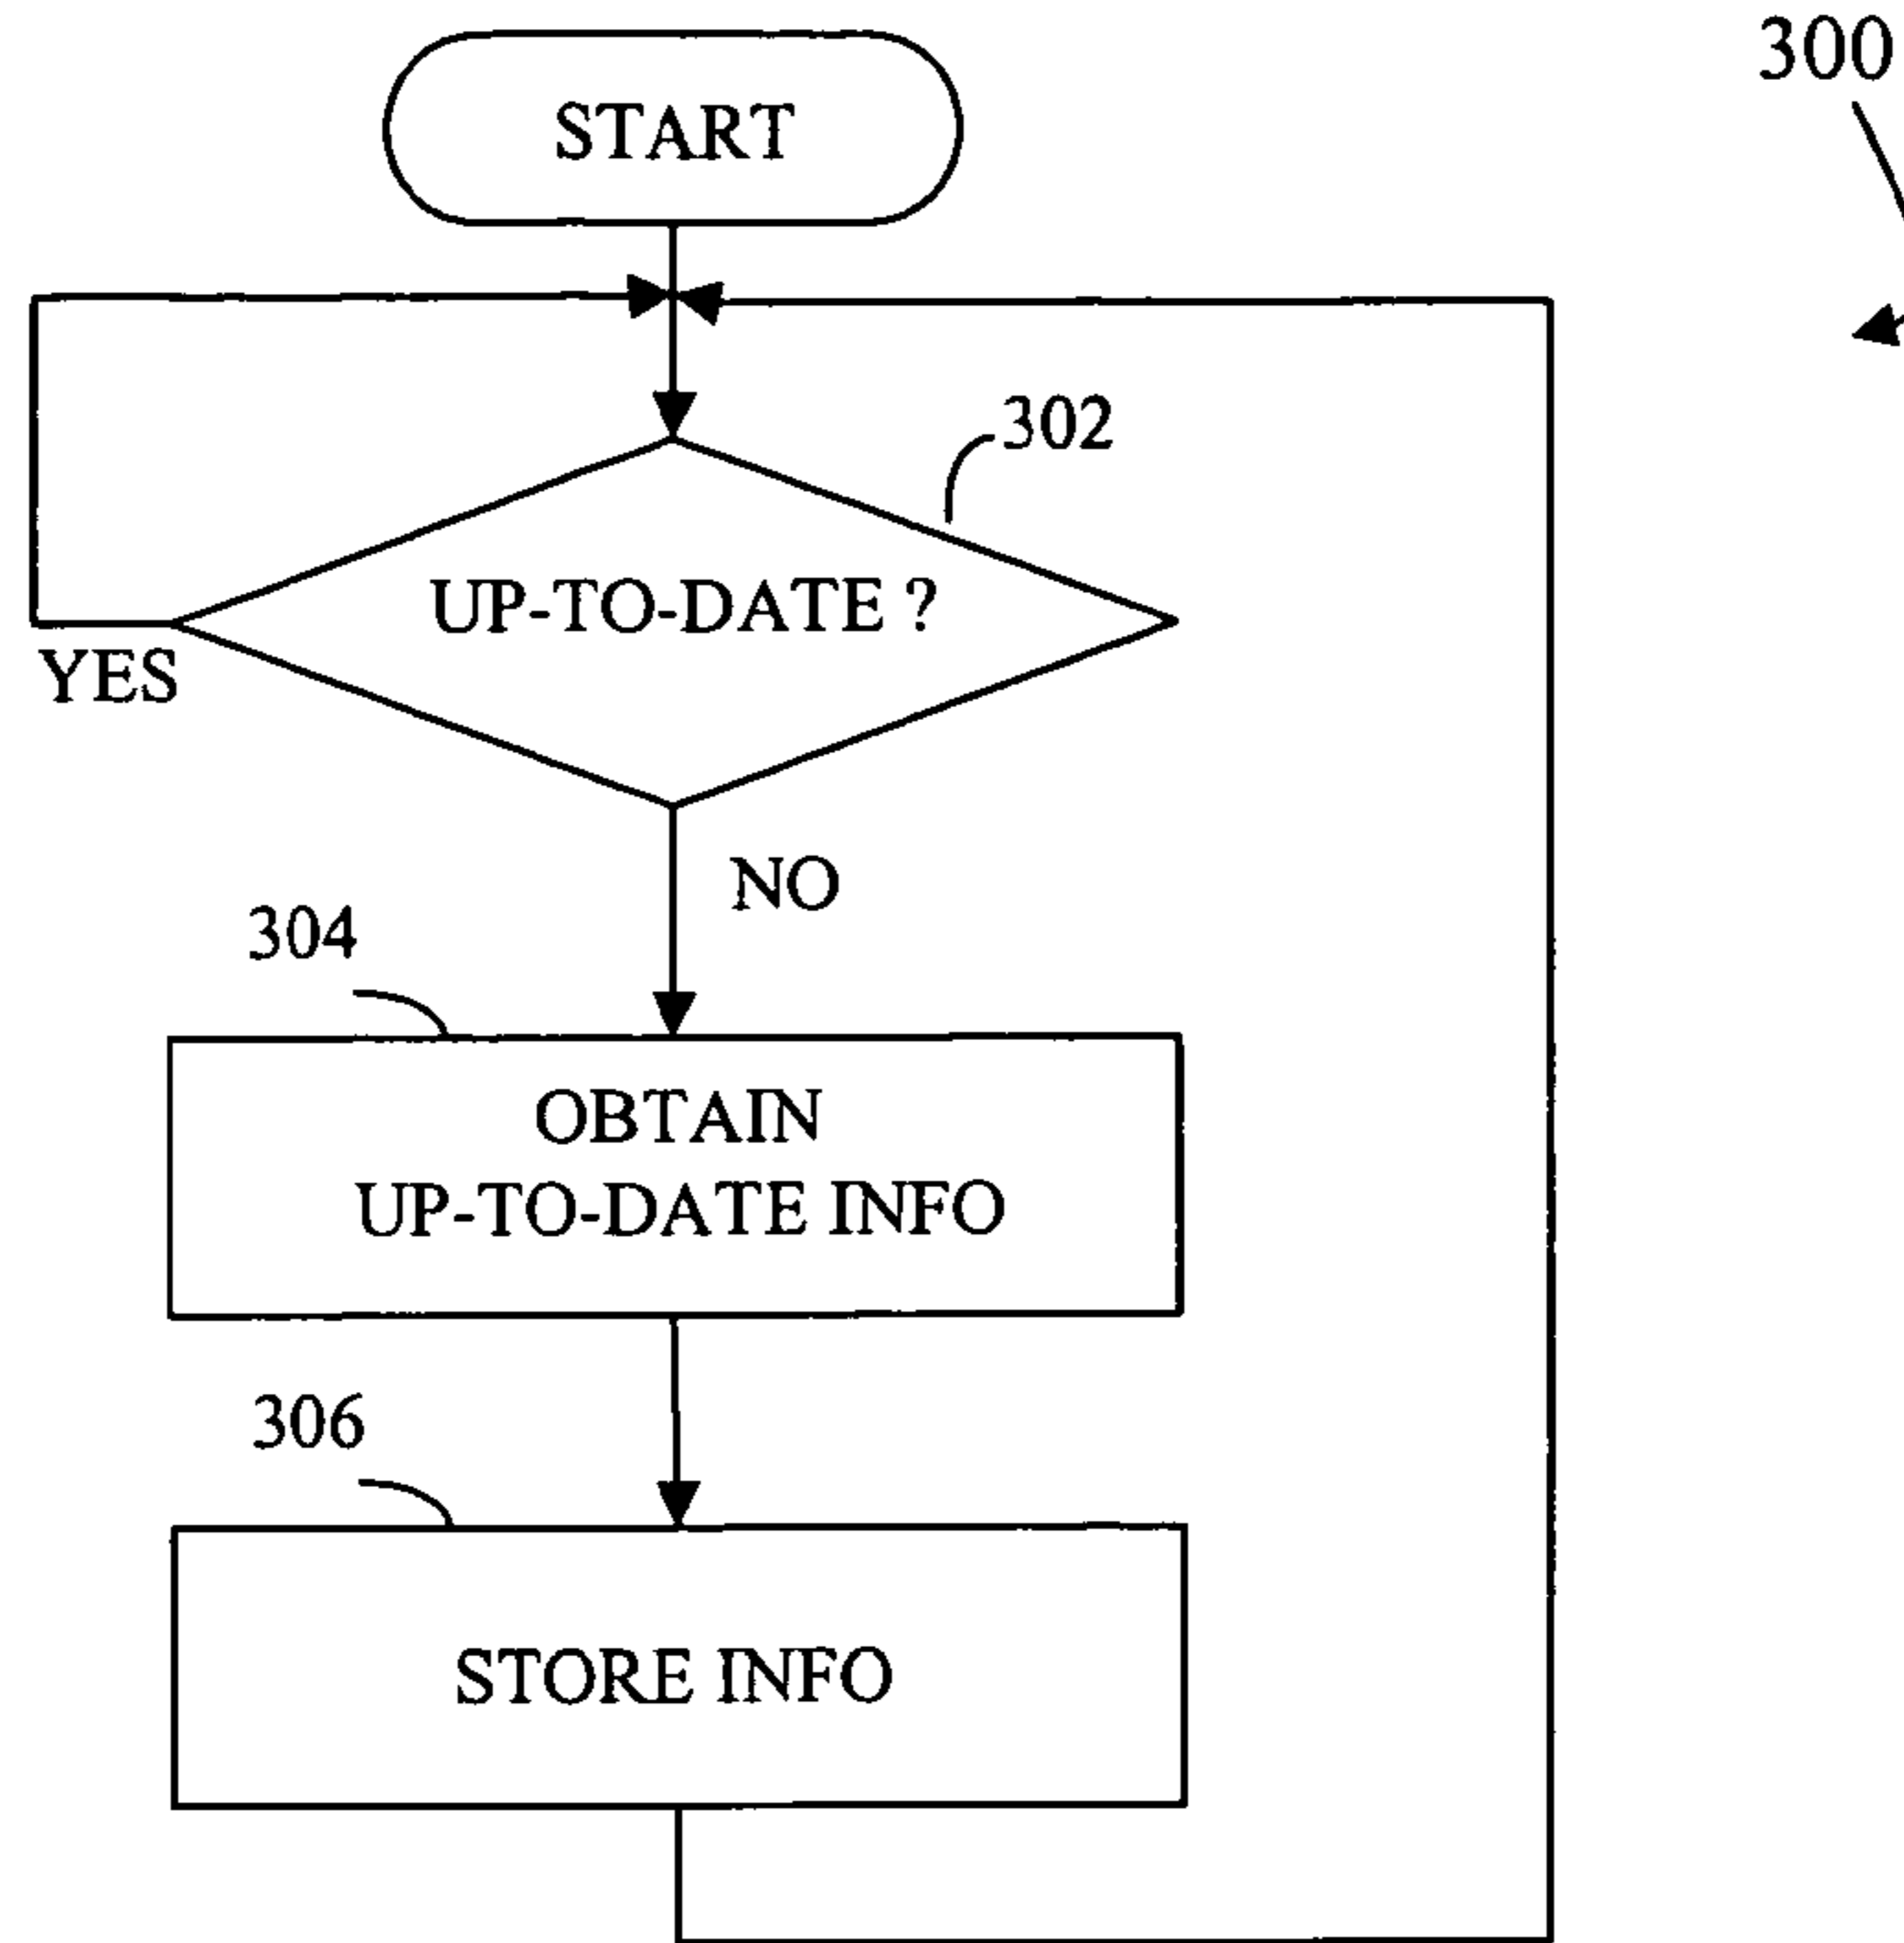 START
300
302
UP-TO-DATE ?
YES
NO
304
OBTAIN
UP-TO-DATE INFO
306
STORE INFO